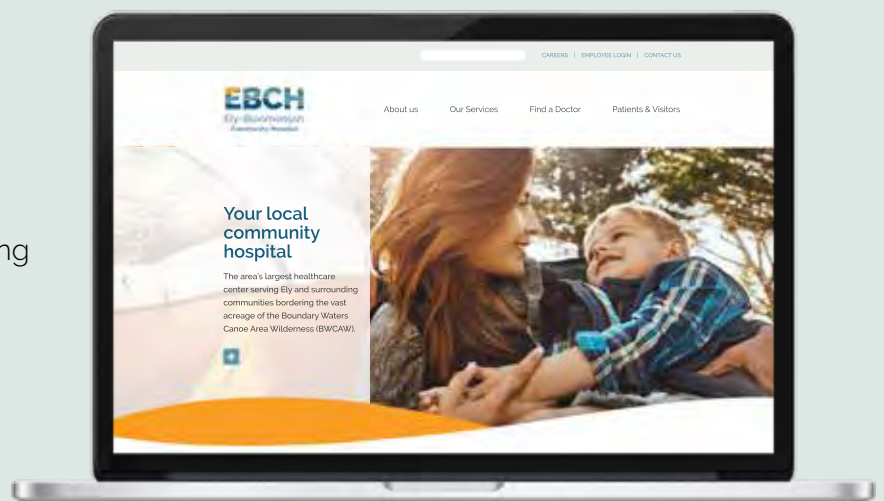 CAREERS | EMPLOYEE LOGIN | CONTACT US
EBCH
Ely-Bloomenson
Community Hospital
About us Our Services Find a Doctor Patients & Visitors
Your local
community
hospital
The area's largest healthcare
center serving Ely and surrounding
communities bordering the vast
acreage of the Boundary Waters
Canoe Area Wilderness (BWCAW).
ng